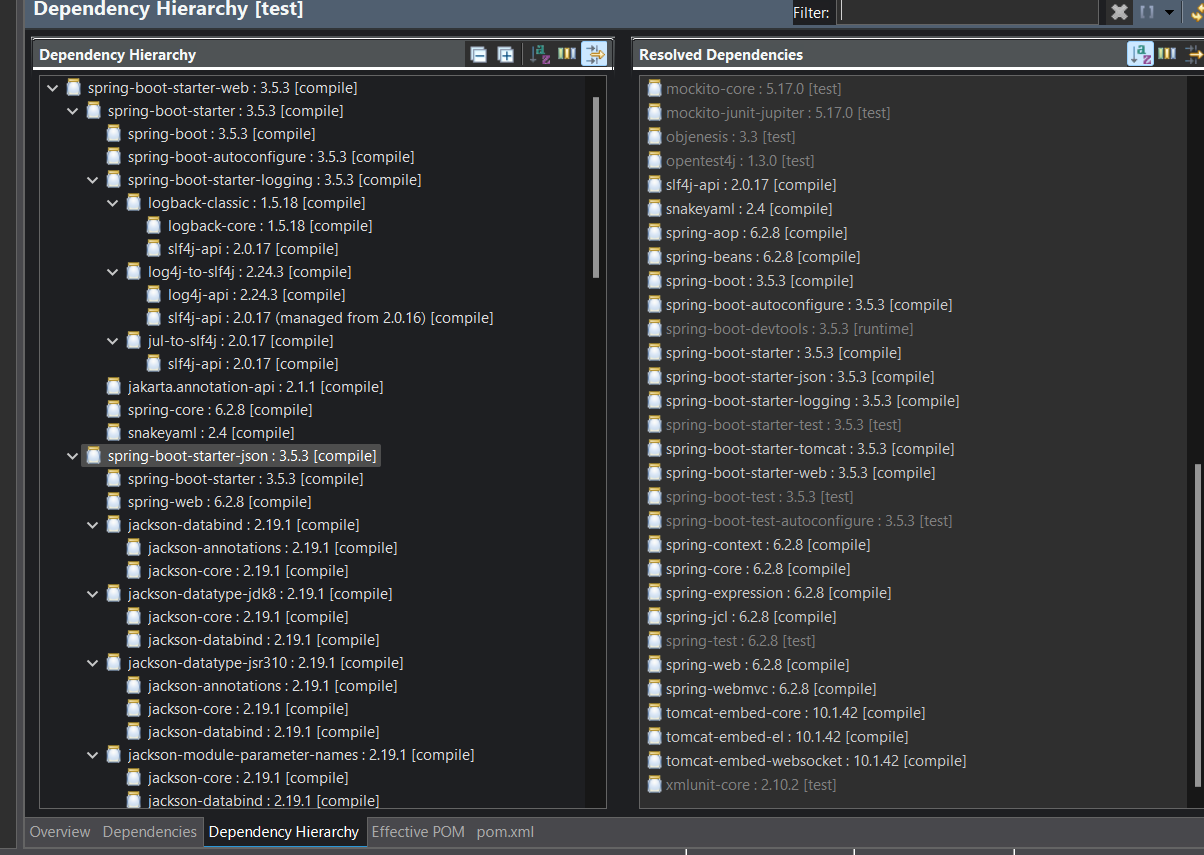 Dependency Hierarchy [test]
Filter:
Dependency Hierarchy
spring-boot-starter-web : 3.5.3 [compile]
spring-boot-starter : 3.5.3 [compile]
spring-boot : 3.5.3 [compile]
spring-boot-autoconfigure : 3.5.3 [compile]
spring-boot-starter-logging : 3.5.3 [compile]
logback-classic : 1.5.18 [compile]
logback-core : 1.5.18 [compile]
slf4j-api : 2.0.17 [compile]
log4j-to-slf4j : 2.24.3 [compile]
log4j-api : 2.24.3 [compile]
slf4j-api : 2.0.17 (managed from 2.0.16) [compile]
jul-to-slf4j : 2.0.17 [compile]
slf4j-api : 2.0.17 [compile]
jakarta.annotation-api : 2.1.1 [compile]
spring-core : 6.2.8 [compile]
snakeyaml : 2.4 [compile]
spring-boot-starter-json : 3.5.3 [compile]
spring-boot-starter : 3.5.3 [compile]
spring-web : 6.2.8 [compile]
jackson-databind : 2.19.1 [compile]
jackson-annotations : 2.19.1 [compile]
jackson-core : 2.19.1 [compile]
jackson-datatype-jdk8 : 2.19.1 [compile]
jackson-core : 2.19.1 [compile]
jackson-databind : 2.19.1 [compile]
jackson-datatype-jsr310 : 2.19.1 [compile]
jackson-annotations : 2.19.1 [compile]
jackson-core : 2.19.1 [compile]
jackson-databind : 2.19.1 [compile]
jackson-module-parameter-names : 2.19.1 [compile]
jackson-core : 2.19.1 [compile]
jackson-databind : 2.19.1 [compile]
Resolved Dependencies
mockito-core : 5.17.0 [test]
mockito-junit-jupiter : 5.17.0 [test]
objenesis : 3.3 [test]
opentest4j : 1.3.0 [test]
slf4j-api : 2.0.17 [compile]
snakeyaml : 2.4 [compile]
spring-aop : 6.2.8 [compile]
spring-beans : 6.2.8 [compile]
spring-boot : 3.5.3 [compile]
spring-boot-autoconfigure : 3.5.3 [compile]
spring-boot-devtools : 3.5.3 [runtime]
spring-boot-starter : 3.5.3 [compile]
spring-boot-starter-json : 3.5.3 [compile]
spring-boot-starter-logging : 3.5.3 [compile]
spring-boot-starter-test : 3.5.3 [test]
spring-boot-starter-tomcat : 3.5.3 [compile]
spring-boot-starter-web : 3.5.3 [compile]
spring-boot-test : 3.5.3 [test]
spring-boot-test-autoconfigure : 3.5.3 [test]
spring-context : 6.2.8 [compile]
spring-core : 6.2.8 [compile]
spring-expression : 6.2.8 [compile]
spring-jcl : 6.2.8 [compile]
spring-test : 6.2.8 [test]
spring-web : 6.2.8 [compile]
spring-webmvc : 6.2.8 [compile]
tomcat-embed-core : 10.1.42 [compile]
tomcat-embed-el : 10.1.42 [compile]
tomcat-embed-websocket : 10.1.42 [compile]
xmlunit-core : 2.10.2 [test]
Overview Dependencies Dependency Hierarchy Effective POM pom.xml